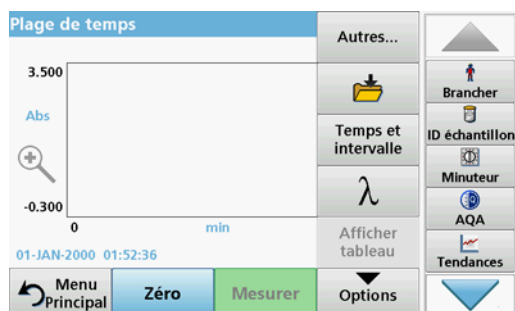 Plage de temps
3.500
Abs
-0.300
0
min
01-JAN-2000 01:52:36
Menu
Principal
Zéro
Mesurer
Autres...
Temps et
intervalle
λ
Afficher
tableau
Options
Brancher
ID échantillon
Minuteur
AQA
Tendances